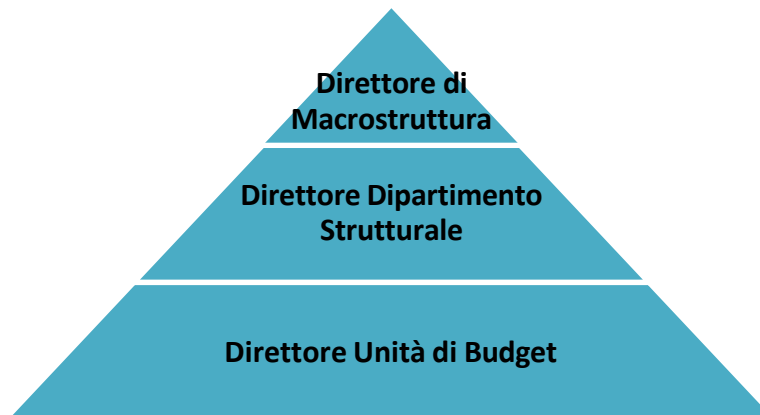 Direttore di
Macrostruttura
Direttore Dipartimento
Strutturale
Direttore Unità di Budget